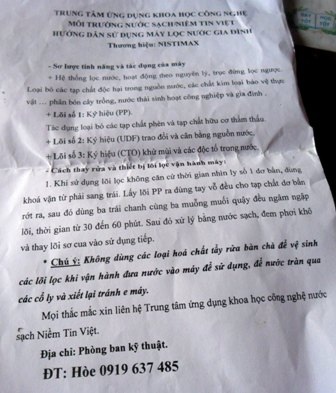 TRUNG TÂM ỨNG DỤNG KHOA HỌC CÔNG NGHỆ
MÔI TRƯỜNG NƯỚC SẠCH NIỀM TIN VIỆT
HƯỚNG DẪN SỬ DỤNG MÁY LỌC NƯỚC GIA ĐÌNH
Thương hiệu: NISTIMAX
- Sơ lược tính năng và tác dụng của máy
+ Hệ thống lọc nước, hoạt động theo nguyên lý, trục đứng lọc ngược.
Loại bỏ các tạp chất độc hại trong nguồn nước, các chất kim loại bảo vệ thực
vật ... phân bón cây trồng, nước thải sinh hoạt công nghiệp và gia đình .
+ Lõi số 1: Ký hiệu (PP).
Tác dụng loại bỏ các tạp chất phèn và tạp chất hữu cơ thẩm thấu.
+ Lõi số 2: Ký hiệu (UDF) trao đổi và cân bằng nguồn nước.
+ Lõi số 3: Ký hiệu (CTO) khử mùi và các độc tố trong nước.
- Cách thay rửa và thiết bị lõi lọc vận hành máy:
1. Khi sử dụng lõi lọc không căn cứ thời gian nhìn ly số 1 dơ bẩn, dùng
khoá vặn từ phải sang trái. Lấy lõi PP ra dùng tay vỗ đều cho tạp chất dơ bẩn
rớt ra, sau đó dùng ba trái chanh cùng ba muỗng muối quậy đều ngâm ngập
lõi, thời gian từ 30 đến 60 phút. Sau đó xử lý bằng nước sạch, đem phơi khô
và thay lõi sơ cua vào sử dụng tiếp.
* Chú ý: Không dùng các loại hoá chất tẩy rửa bàn chà để vệ sinh
các lõi lọc khi vận hành đưa nước vào máy để sử dụng, để nước tràn qua
các cổ ly và xiết lại tránh e máy.
Mọi thắc mắc xin liên hệ Trung tâm ứng dụng khoa học công nghệ nước
sạch Niềm Tin Việt.
Địa chỉ: Phòng ban kỹ thuật.
ĐT: Hòe 0919 637 485